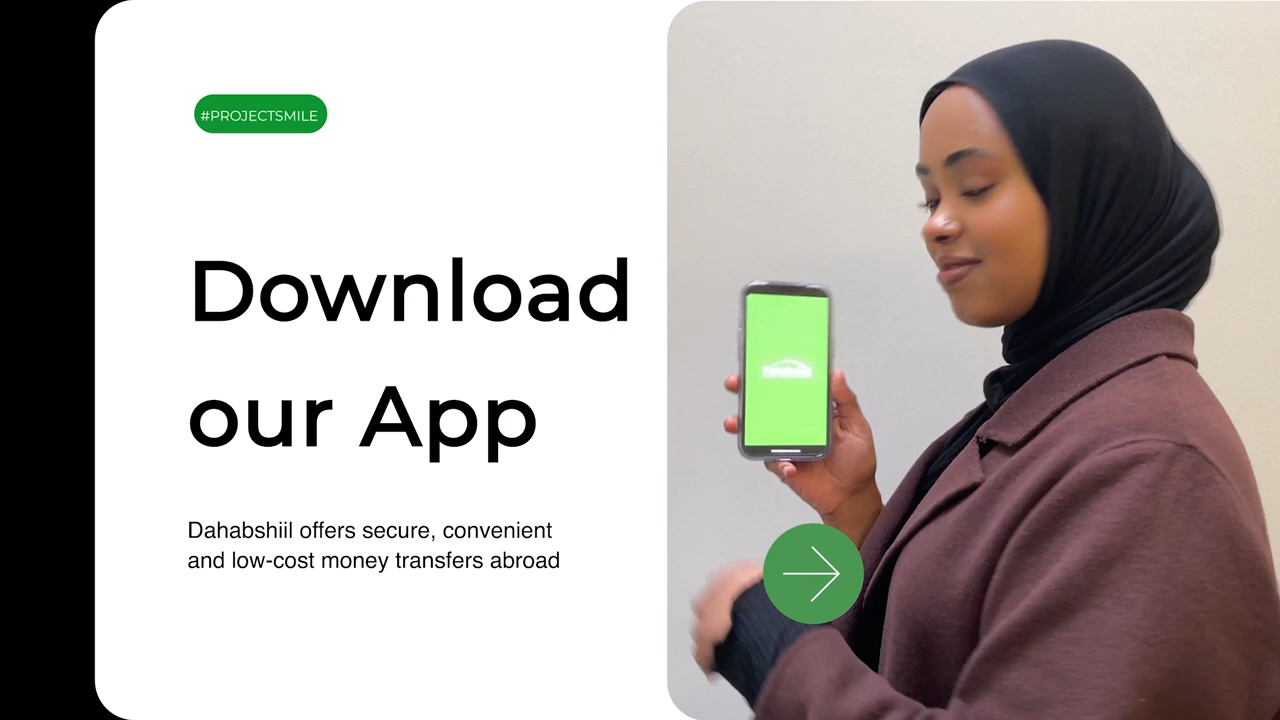 #PROJECTSMILE
Download
our App
Dahabshiil offers secure, convenient
and low-cost money transfers abroad